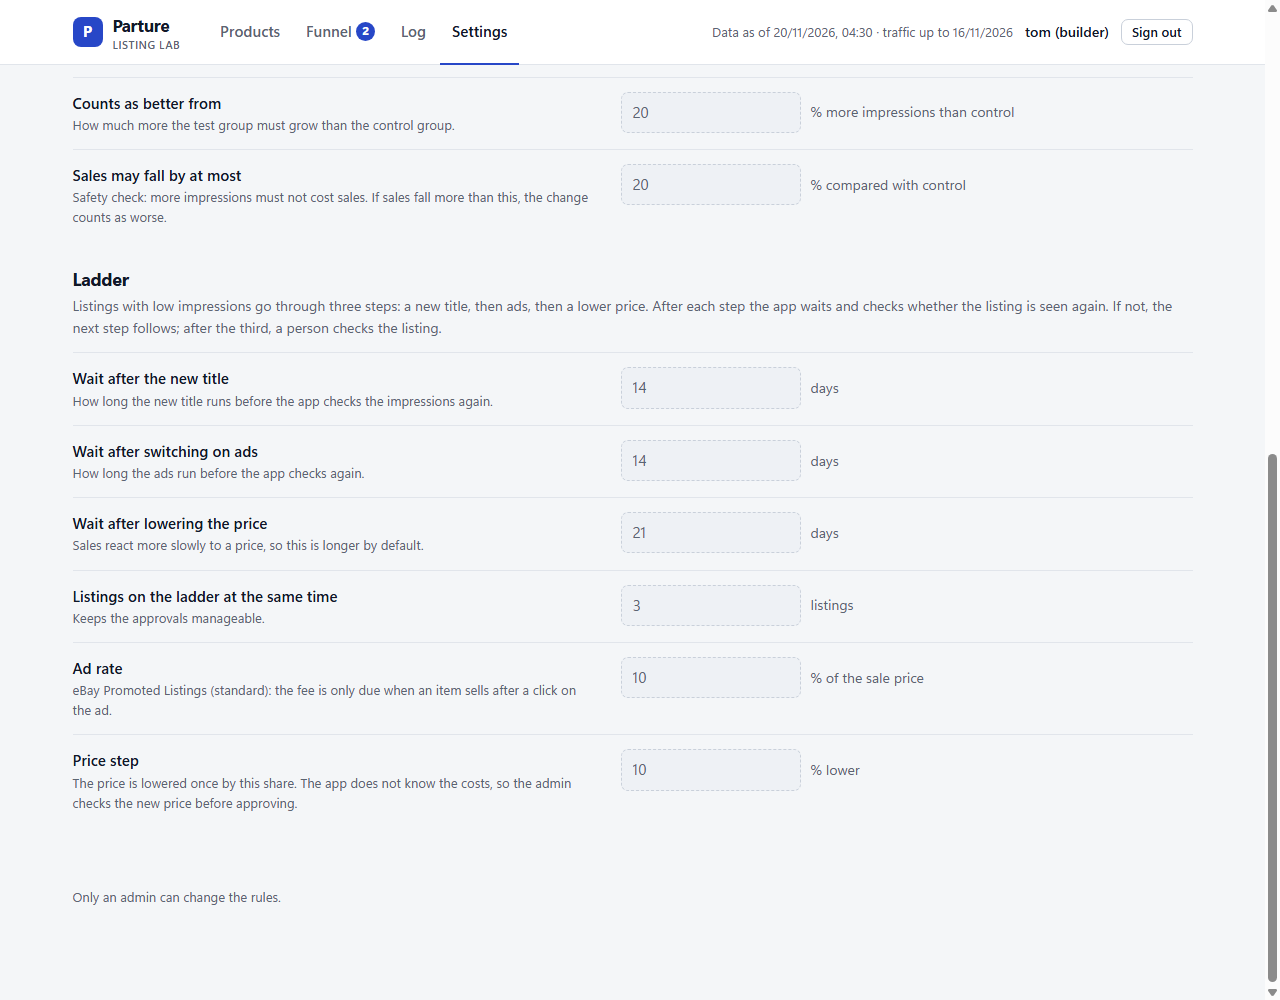 P
Parture
LISTING LAB
Products
Funnel 2
Log
Settings
Data as of 20/11/2026, 04:30 · traffic up to 16/11/2026
tom (builder)
Sign out
Counts as better from
How much more the test group must grow than the control group.
20
% more impressions than control
Sales may fall by at most
Safety check: more impressions must not cost sales. If sales fall more than this, the change
counts as worse.
20
% compared with control
Ladder
Listings with low impressions go through three steps: a new title, then ads, then a lower price. After each step the app waits and checks whether the listing is seen again. If not, the
next step follows; after the third, a person checks the listing.
Wait after the new title
How long the new title runs before the app checks the impressions again.
14
days
Wait after switching on ads
How long the ads run before the app checks again.
14
days
Wait after lowering the price
Sales react more slowly to a price, so this is longer by default.
21
days
Listings on the ladder at the same time
Keeps the approvals manageable.
3
listings
Ad rate
eBay Promoted Listings (standard): the fee is only due when an item sells after a click on
the ad.
10
% of the sale price
Price step
The price is lowered once by this share. The app does not know the costs, so the admin
checks the new price before approving.
10
% lower
Only an admin can change the rules.